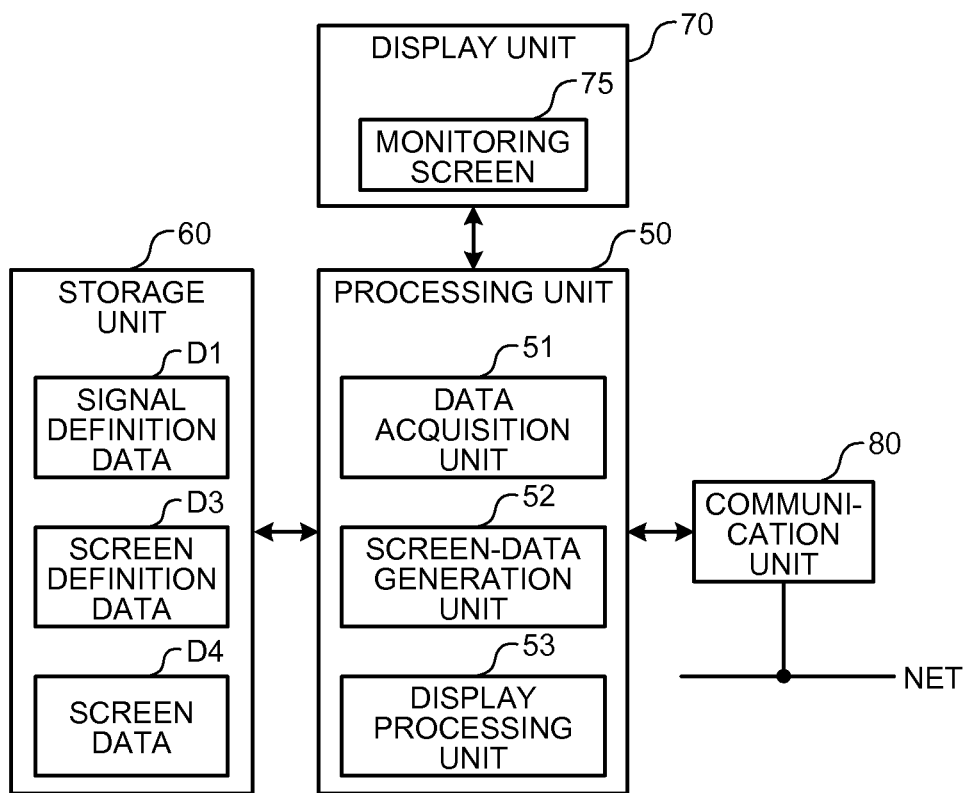 70
DISPLAY UNIT
75
MONITORING
SCREEN
60
STORAGE
UNIT
D1
SIGNAL
DEFINITION
DATA
D3
SCREEN
DEFINITION
DATA
D4
SCREEN
DATA
50
PROCESSING UNIT
51
DATA
ACQUISITION
UNIT
52
SCREEN-DATA
GENERATION
UNIT
53
DISPLAY
PROCESSING
UNIT
80
COMMUNI-
CATION
UNIT
NET